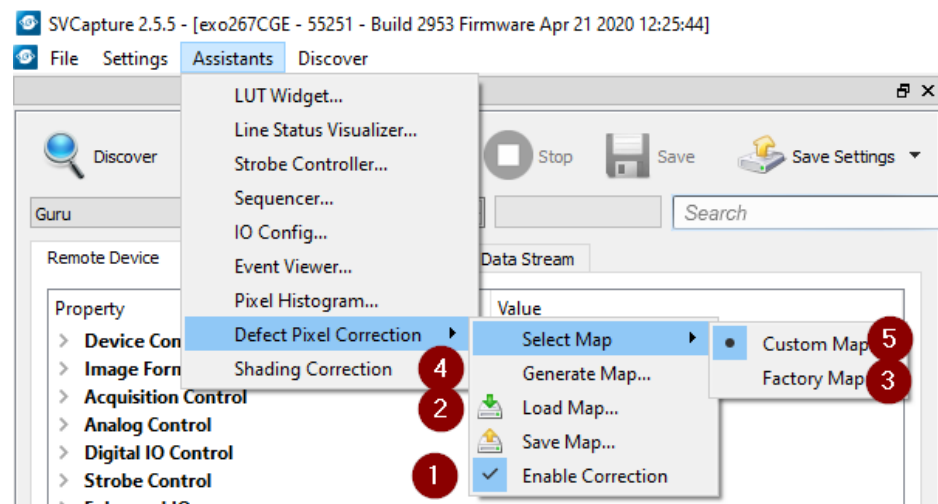 SVCapture 2.5.5 - [exo267CGE - 55251 - Build 2953 Firmware Apr 21 2020 12:25:44]
File Settings Assistants Discover
LUT Widget...
Line Status Visualizer...
Strobe Controller...
Sequencer...
IO Config...
Event Viewer...
Pixel Histogram...
Defect Pixel Correction
Shading Correction
Discover
Stop
Save
Save Settings
Guru
Search
Remote Device
Data Stream
Property
Value
Device Con
Image Form
Acquisition Control
Analog Control
Digital IO Control
Strobe Control
Select Map
Generate Map...
Load Map...
Save Map...
Enable Correction
Custom Map
Factory Map
5
3
4
2
1